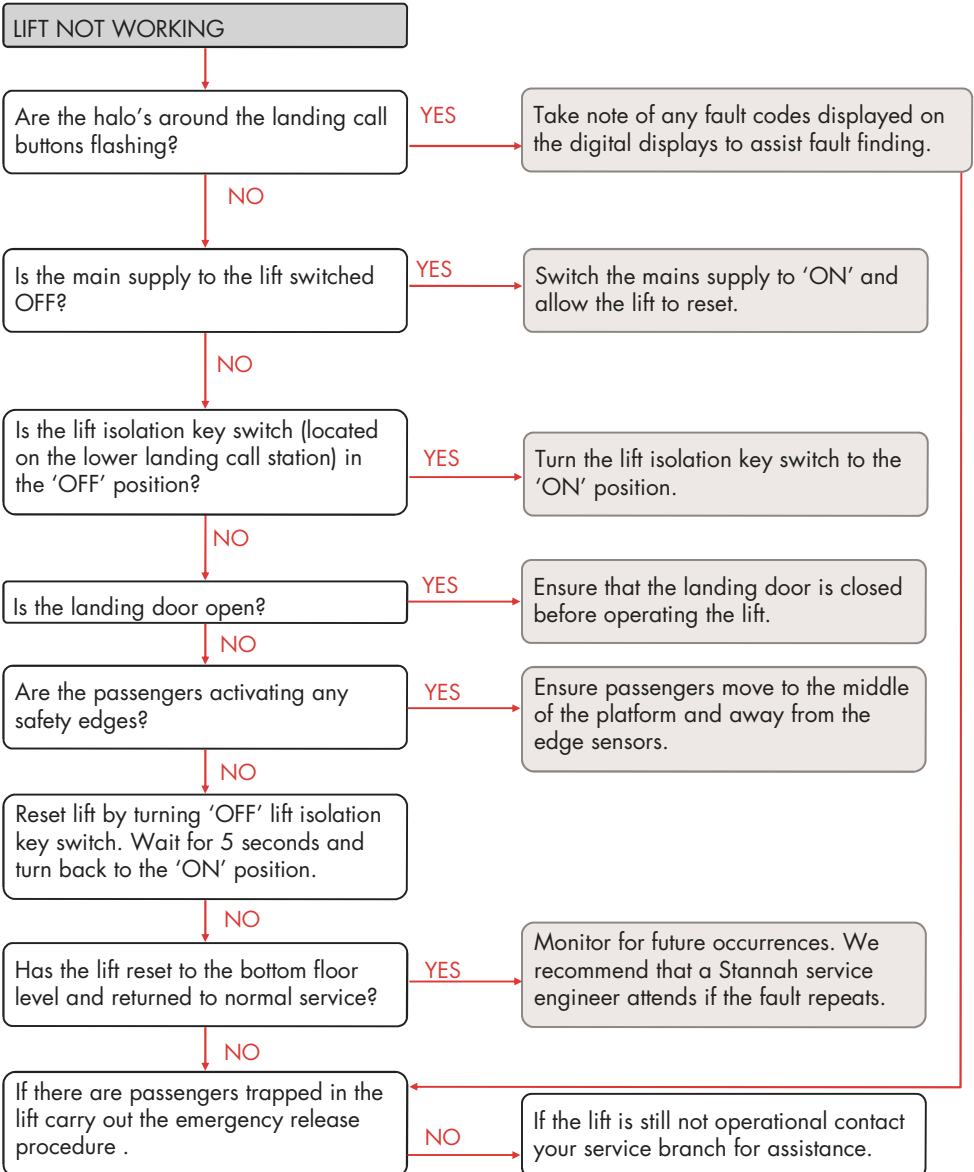 LIFT NOT WORKING
Are the halo’s around the landing call
buttons flashing?
YES
Take note of any fault codes displayed on
the digital displays to assist fault finding.
NO
Is the main supply to the lift switched
OFF?
YES
Switch the mains supply to ‘ON’ and
allow the lift to reset.
NO
Is the lift isolation key switch (located
on the lower landing call station) in
the ‘OFF’ position?
YES
Turn the lift isolation key switch to the
‘ON’ position.
NO
Is the landing door open?
YES
Ensure that the landing door is closed
before operating the lift.
NO
Are the passengers activating any
safety edges?
YES
Ensure passengers move to the middle
of the platform and away from the
edge sensors.
NO
Reset lift by turning ‘OFF’ lift isolation
key switch. Wait for 5 seconds and
turn back to the ‘ON’ position.
NO
Has the lift reset to the bottom floor
level and returned to normal service?
YES
Monitor for future occurrences. We
recommend that a Stannah service
engineer attends if the fault repeats.
NO
If there are passengers trapped in the
lift carry out the emergency release
procedure .
NO
If the lift is still not operational contact
your service branch for assistance.